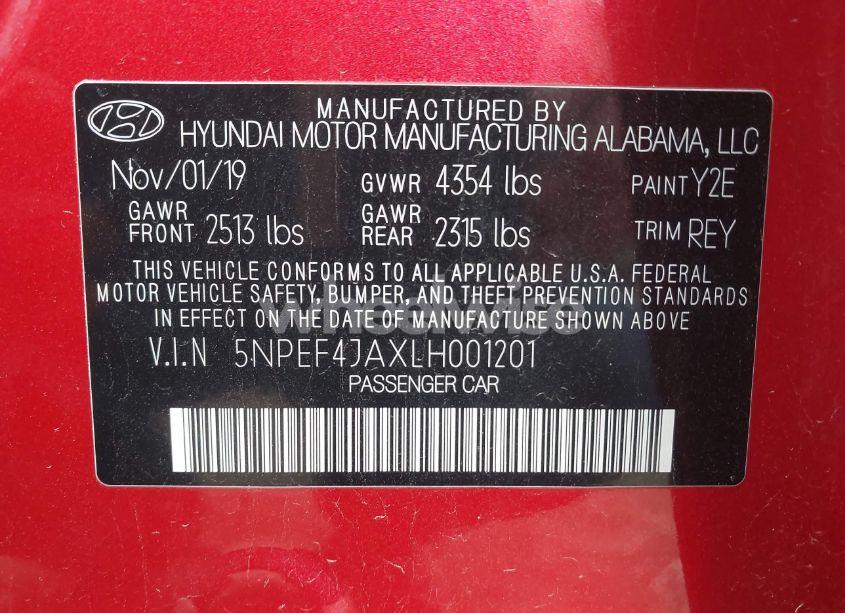 MANUFACTURED BY
HYUNDAI MOTOR MANUFACTURING ALABAMA, LLC
Nov/01/19 GVWR 4354 lbs PAINT Y2E
GAWR FRONT 2513 lbs GAWR REAR 2315 lbs TRIM REY
THIS VEHICLE CONFORMS TO ALL APPLICABLE U.S.A. FEDERAL
MOTOR VEHICLE SAFETY, BUMPER, AND THEFT PREVENTION STANDARDS
IN EFFECT ON THE DATE OF MANUFACTURE SHOWN ABOVE
V.I.N 5NPEF4JAXLH001201
PASSENGER CAR